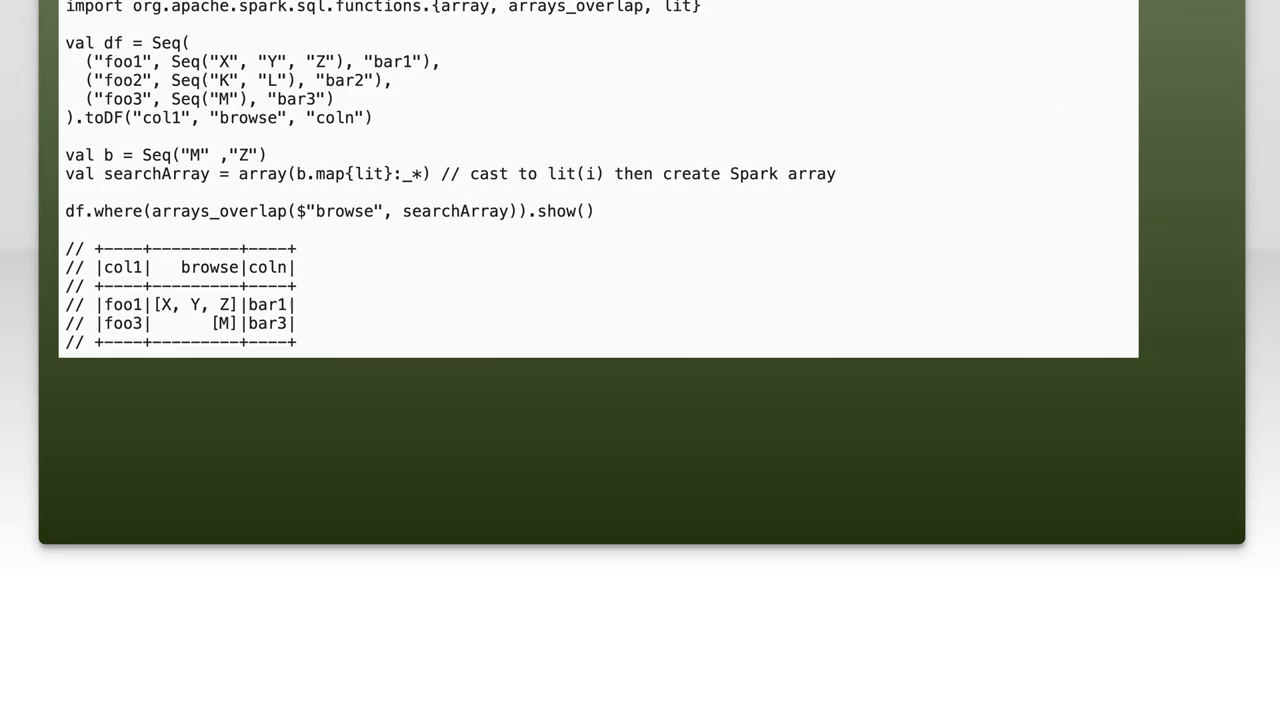 import org.apache.spark.sql.functions.{array, arrays_overlap, lit}
val df = Seq(
  ("foo1", Seq("X", "Y", "Z"), "bar1"),
  ("foo2", Seq("K", "L"), "bar2"),
  ("foo3", Seq("M"), "bar3")
).toDF("col1", "browse", "coln")
val b = Seq("M" ,"Z")
val searchArray = array(b.map{lit}:_*) // cast to lit(i) then create Spark array
df.where(arrays_overlap($"browse", searchArray)).show()
// +----+---------+----+
// |col1|   browse|coln|
// +----+---------+----+
// |foo1|[X, Y, Z]|bar1|
// |foo3|      [M]|bar3|
// +----+---------+----+